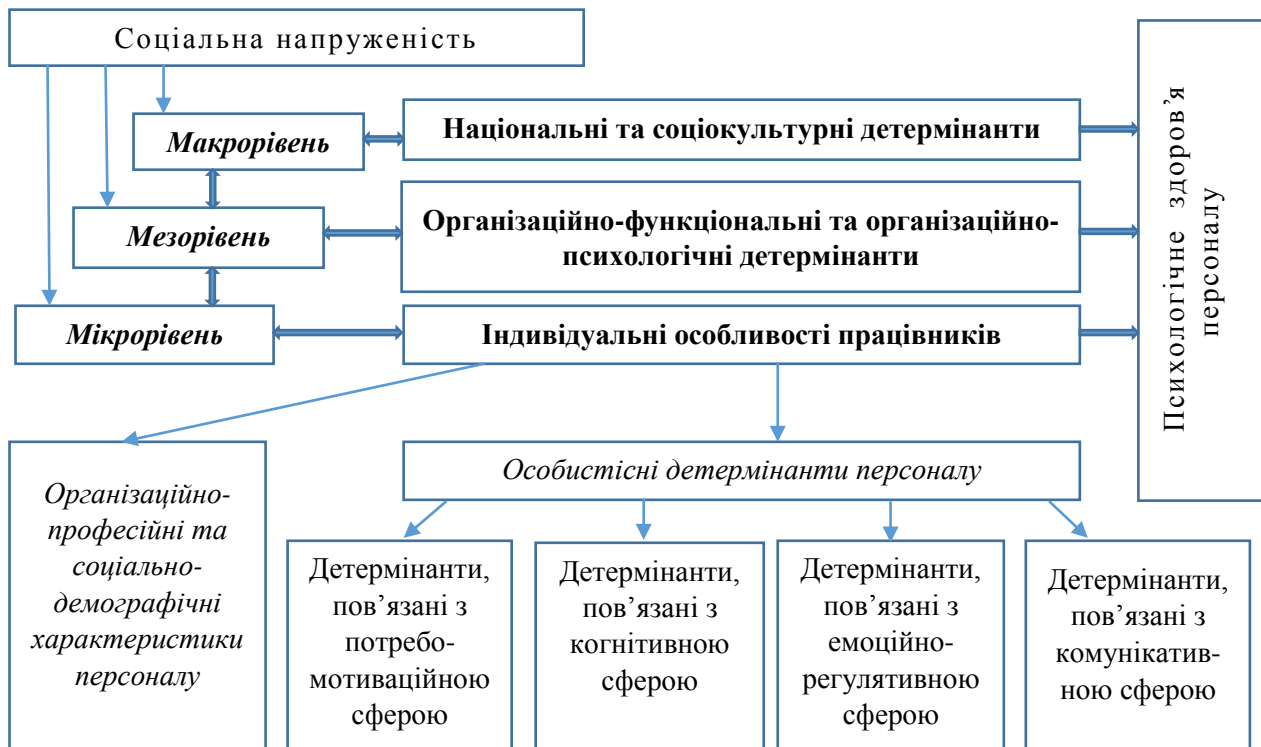 Соціальна напруженість
Макрорівень
Національні та соціокультурні детермінанти
Мезорівень
Організаційно-функціональні та організаційно-
психологічні детермінанти
Мікрорівень
Індивідуальні особливості працівників
Психологічне здоров'я
персоналу
Організаційно-
професійні та
соціально-
демографічні
характеристики
персоналу
Особистісні детермінанти персоналу
Детермінанти,
пов’язані з
потребо-
мотиваційною
сферою
Детермінанти,
пов’язані з
когнітивною
сферою
Детермінанти,
пов’язані з
емоційно-
регулятивною
сферою
Детермінанти,
пов’язані з
комунікатив-
ною сферою